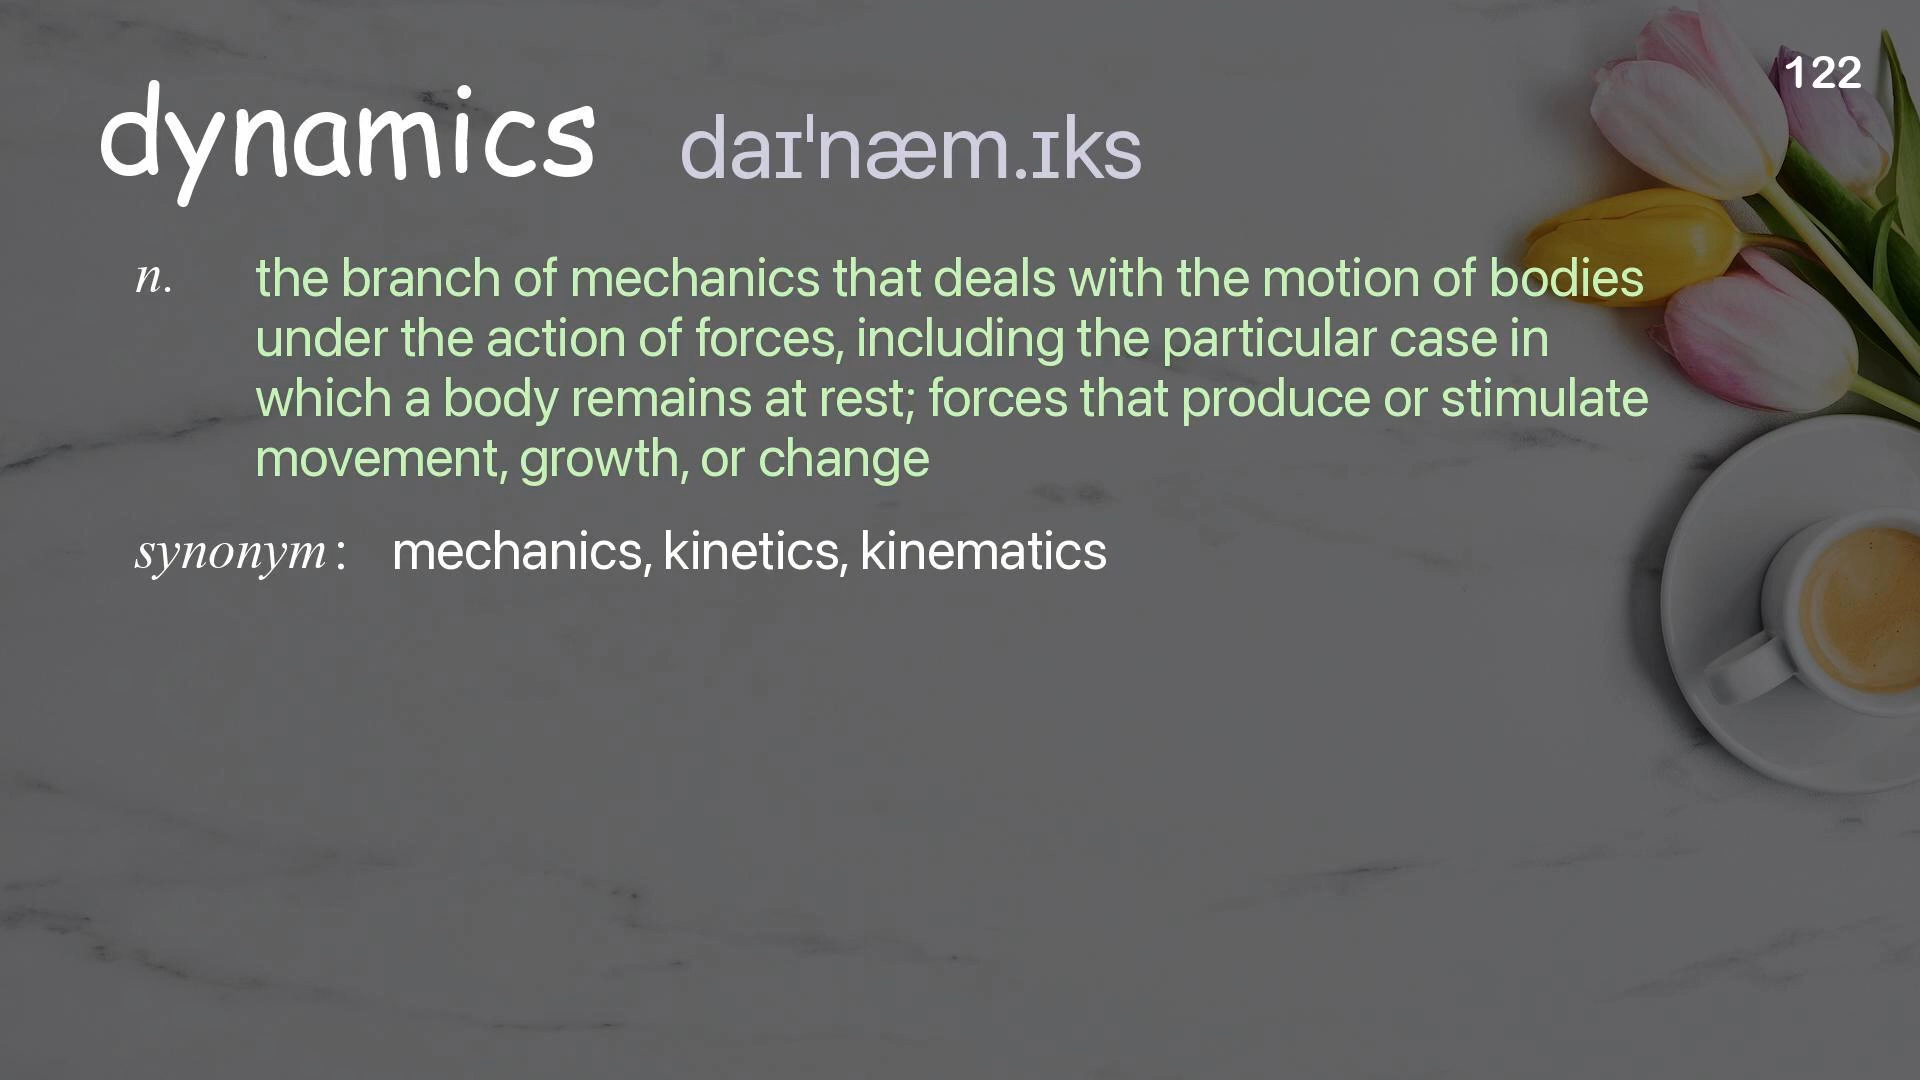 122
dynamics daɪˈnæm.ɪks
n. the branch of mechanics that deals with the motion of bodies
under the action of forces, including the particular case in
which a body remains at rest; forces that produce or stimulate
movement, growth, or change
synonym : mechanics, kinetics, kinematics